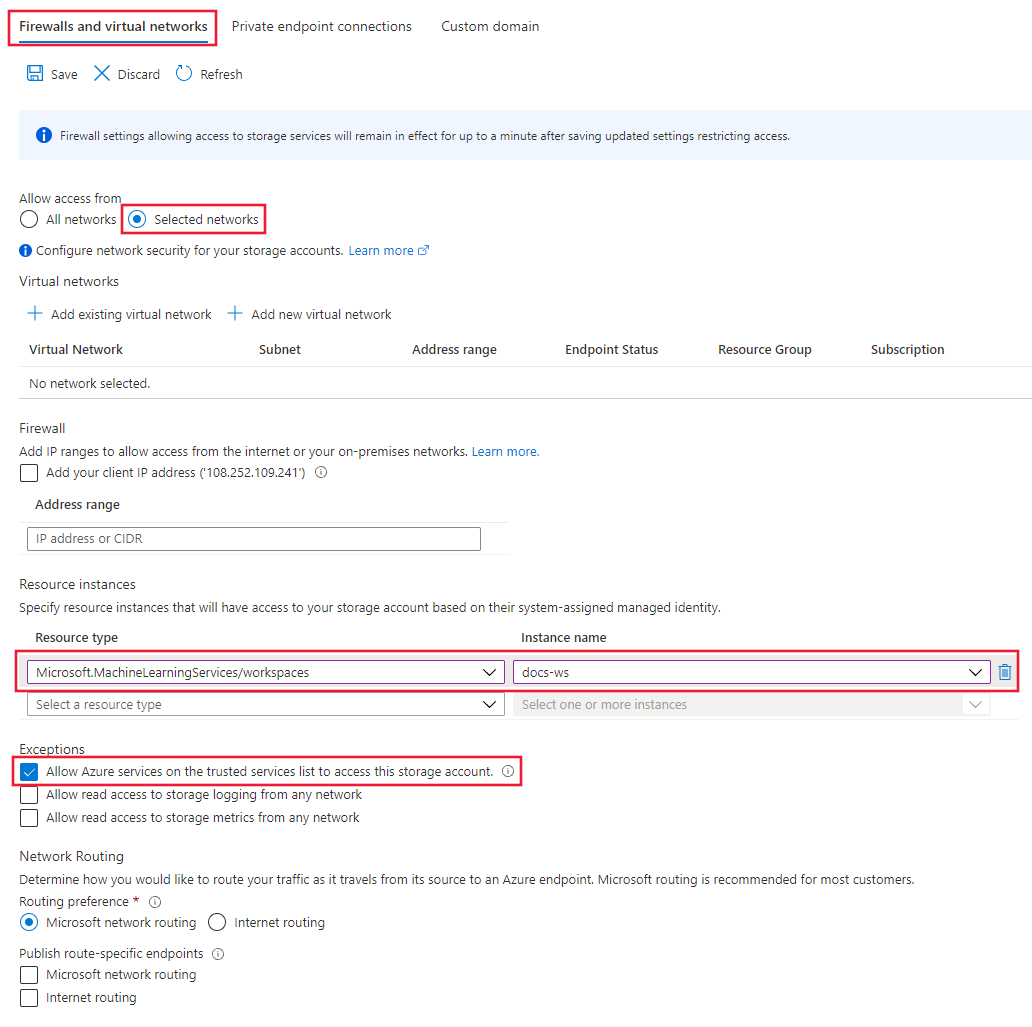 Firewalls and virtual networks Private endpoint connections Custom domain
Save Discard Refresh
Firewall settings allowing access to storage services will remain in effect for up to a minute after saving updated settings restricting access.
Allow access from
All networks Selected networks
Configure network security for your storage accounts. Learn more
Virtual networks
Add existing virtual network Add new virtual network
Virtual Network Subnet Address range Endpoint Status Resource Group Subscription
No network selected.
Firewall
Add IP ranges to allow access from the internet or your on-premises networks. Learn more.
Add your client IP address ('108.252.109.241')
Address range
IP address or CIDR
Resource instances
Specify resource instances that will have access to your storage account based on their system-assigned managed identity.
Resource type Instance name
Microsoft.MachineLearningServices/workspaces docs-ws
Select a resource type Select one or more instances
Exceptions
Allow Azure services on the trusted services list to access this storage account.
Allow read access to storage logging from any network
Allow read access to storage metrics from any network
Network Routing
Determine how you would like to route your traffic as it travels from its source to an Azure endpoint. Microsoft routing is recommended for most customers.
Routing preference *
Microsoft network routing Internet routing
Publish route-specific endpoints
Microsoft network routing
Internet routing